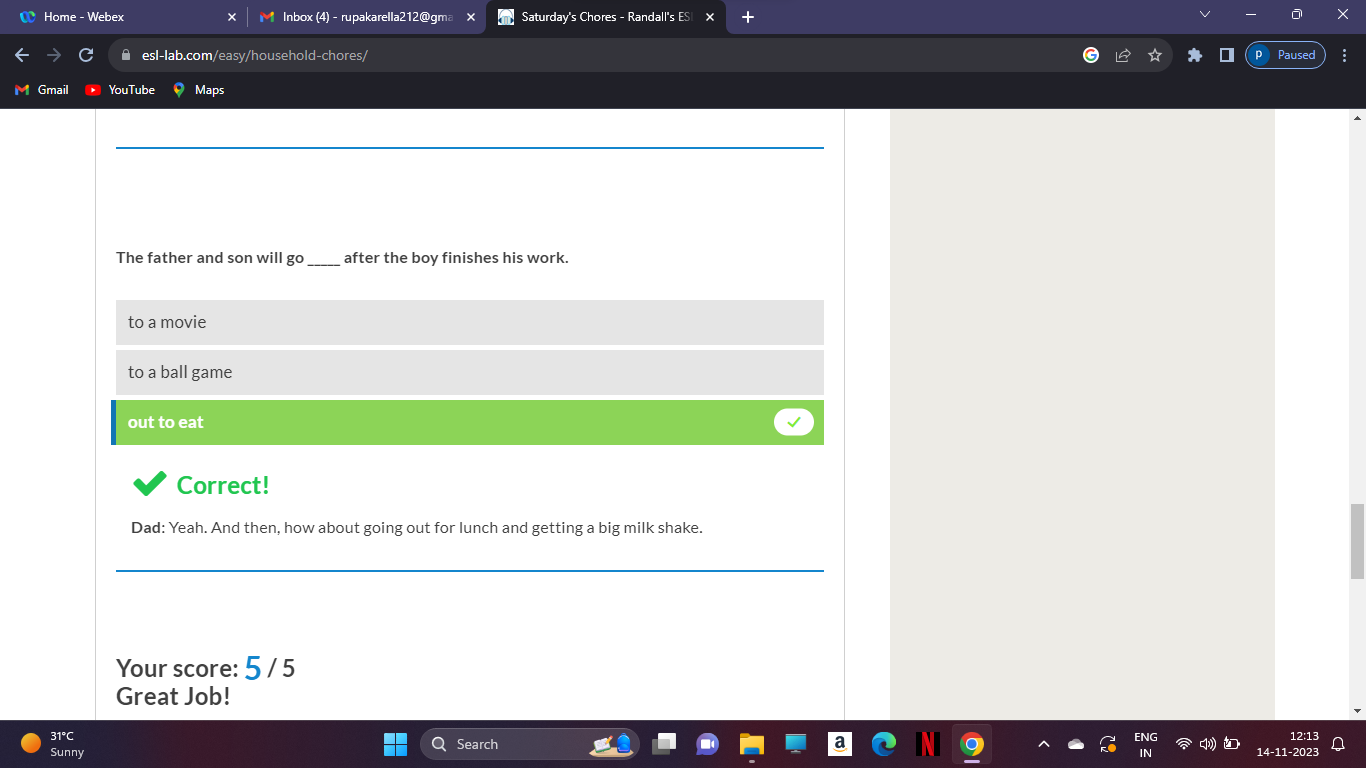 Home - Webex
Inbox (4) - rupakarella212@gma
Saturday's Chores - Randall's ESL
esl-lab.com/easy/household-chores/
p Paused
Gmail
YouTube
Maps
The father and son will go _____ after the boy finishes his work.
to a movie
to a ball game
out to eat
Correct!
Dad: Yeah. And then, how about going out for lunch and getting a big milk shake.
Your score: 5 / 5
Great Job!
31°C
Sunny
Search
a
N
ENG
IN
12:13
14-11-2023